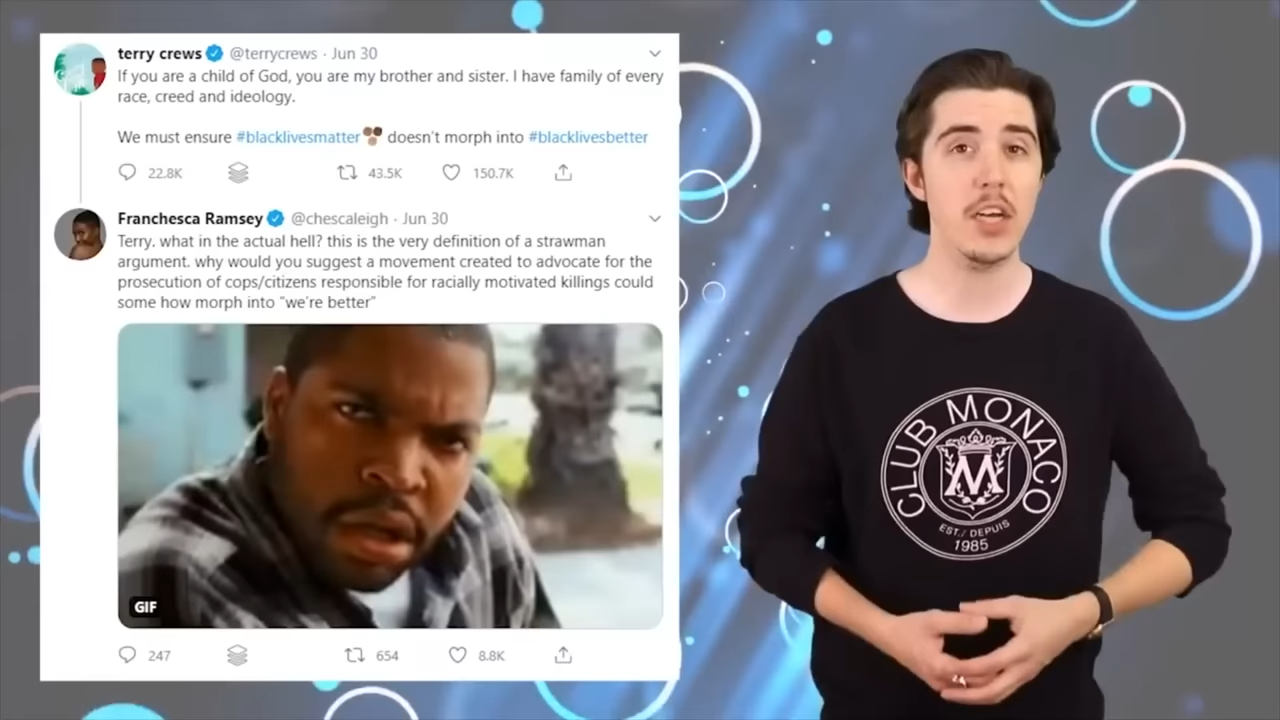 terry crews @terrycrews · Jun 30
If you are a child of God, you are my brother and sister. I have family of every
race, creed and ideology.
We must ensure #blacklivesmatter doesn't morph into #blacklivesbetter
22.8K 43.5K 150.7K
Franchesca Ramsey @chescaleigh · Jun 30
Terry. what in the actual hell? this is the very definition of a strawman
argument. why would you suggest a movement created to advocate for the
prosecution of cops/citizens responsible for racially motivated killings could
some how morph into "we're better"
GIF
247 654 8.8K
CLUB MONACO
M
EST./ DEPUIS
1985